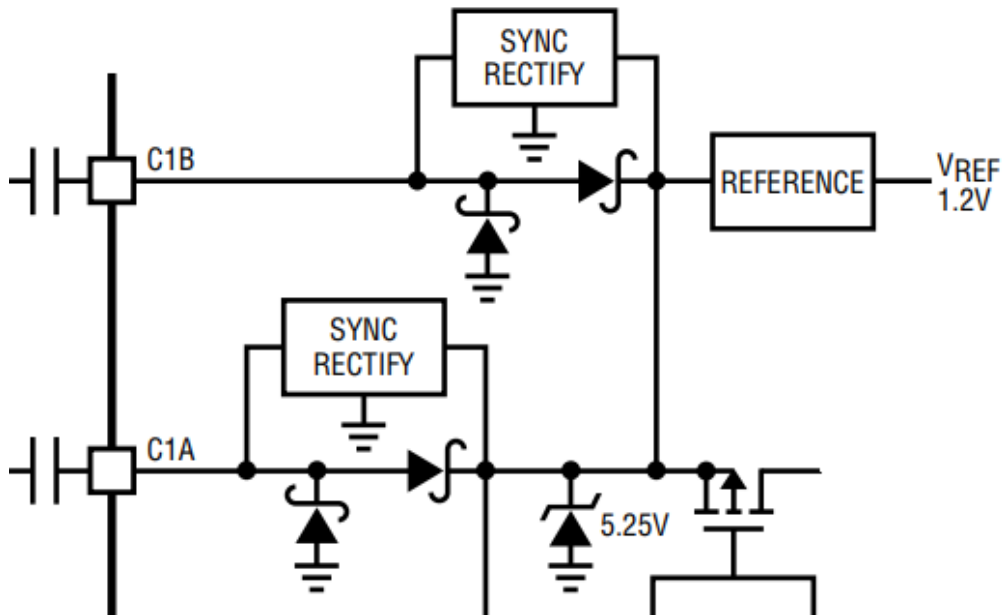 SYNC
RECTIFY
C1B
REFERENCE
VREF
1.2V
SYNC
RECTIFY
C1A
5.25V